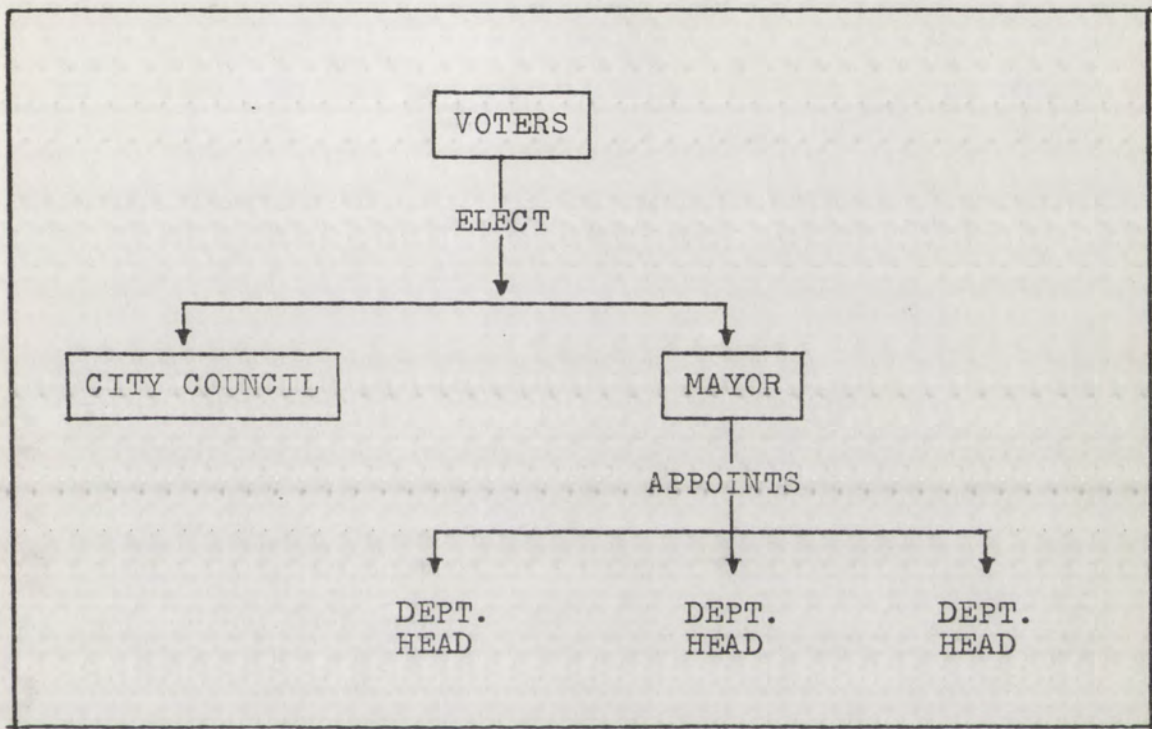 VOTERS
ELECT
CITY COUNCIL
MAYOR
APPOINTS
DEPT.
HEAD
DEPT.
HEAD
DEPT.
HEAD